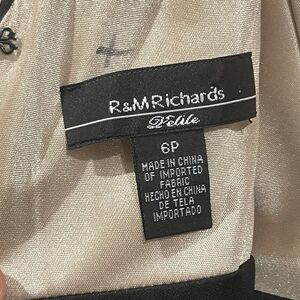 R&M Richards
Petite
6P
MADE IN CHINA
OF IMPORTED
FABRIC
HECHO EN CHINA
DE TELA
IMPORTADO